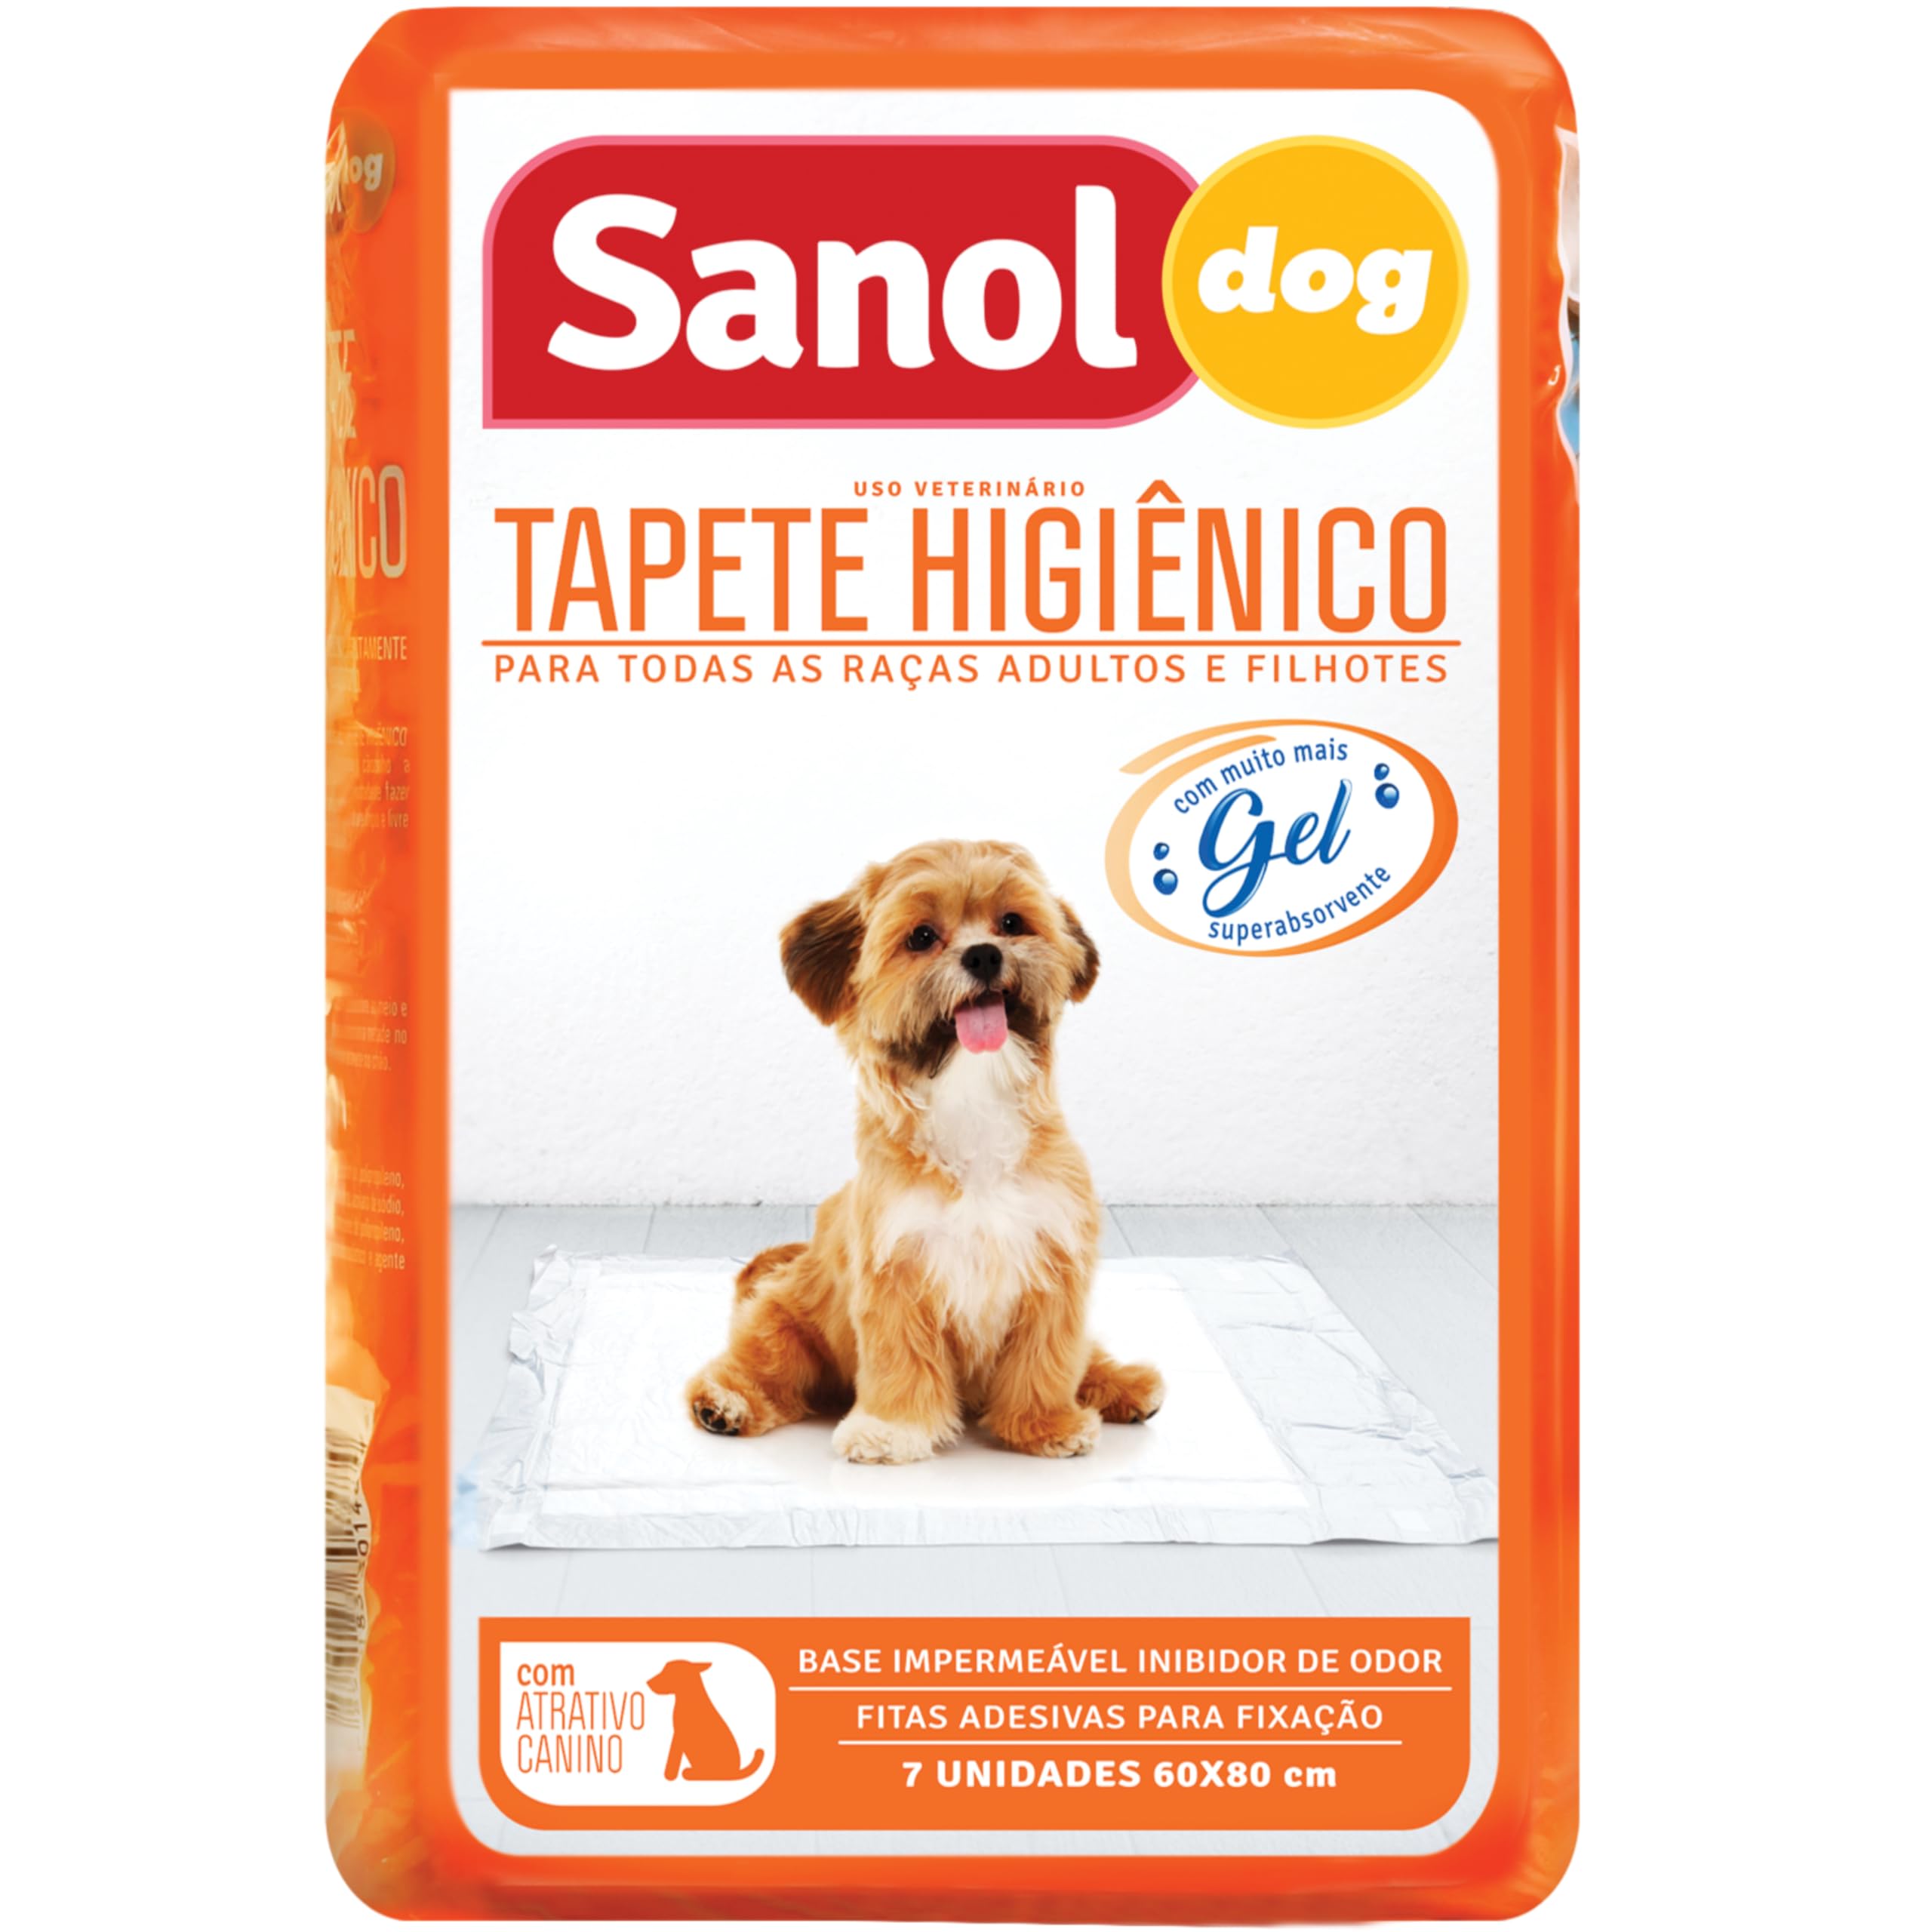 Sanol dog
USO VETERINÁRIO
TAPETE HIGIÊNICO
PARA TODAS AS RAÇAS ADULTOS E FILHOTES
com muito mais
Gel
superabsorvente
com
ATRATIVO
CANINO
BASE IMPERMEÁVEL INIBIDOR DE ODOR
FITAS ADESIVAS PARA FIXAÇÃO
7 UNIDADES 60X80 cm